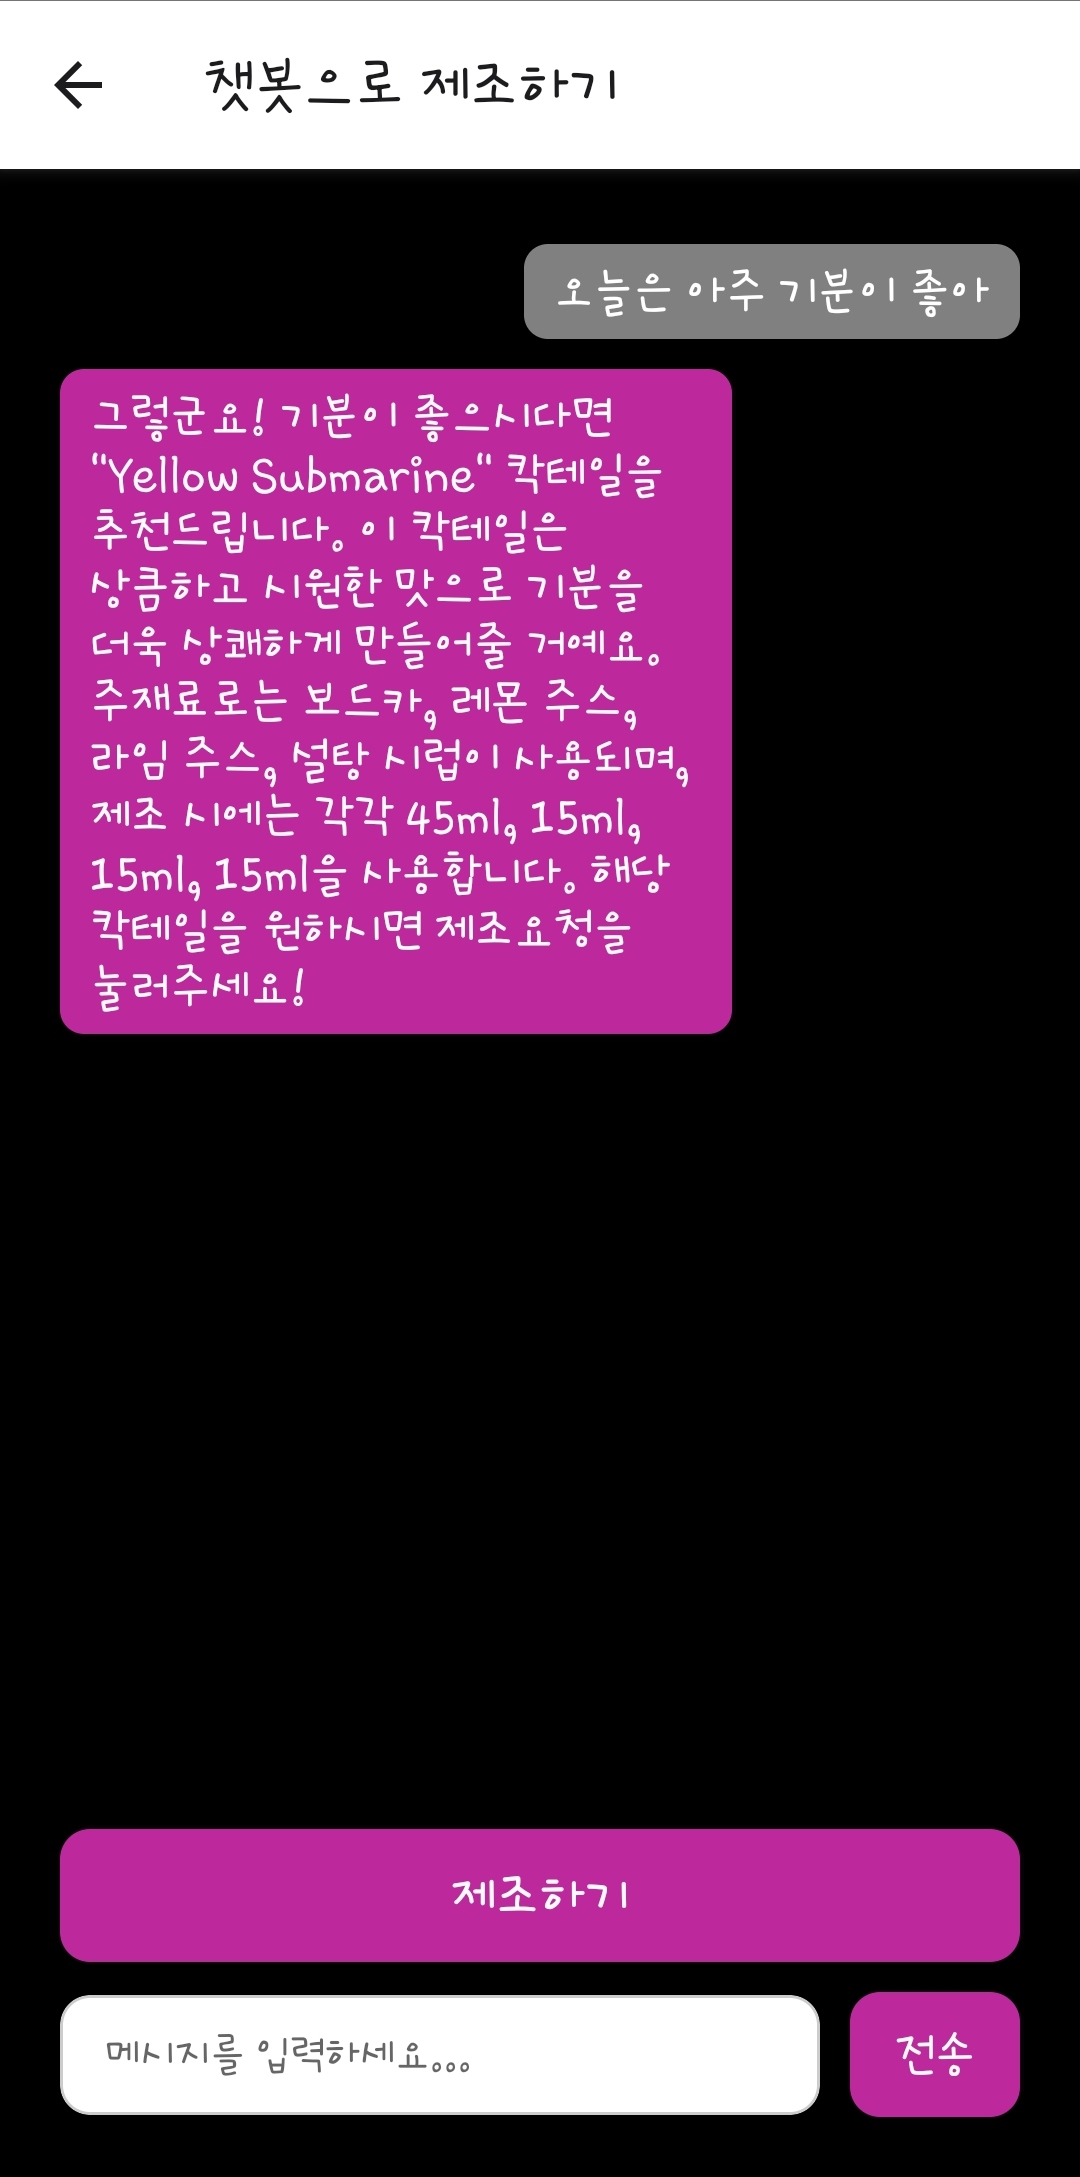 챗봇으로 제조하기
오늘은 아주 기분이 좋아
그렇군요! 기분이 좋으시다면
"Yellow Submarine" 칵테일을
추천드립니다. 이 칵테일은
상큼하고 시원한 맛으로 기분을
더욱 상쾌하게 만들어줄 거예요.
주재료로는 보드카, 레몬 주스,
라임 주스, 설탕 시럽이 사용되며,
제조 시에는 각각 45ml, 15ml,
15ml, 15ml을 사용합니다. 해당
칵테일을 원하시면 제조요청을
눌러주세요!
제조하기
메시지를 입력하세요...
전송